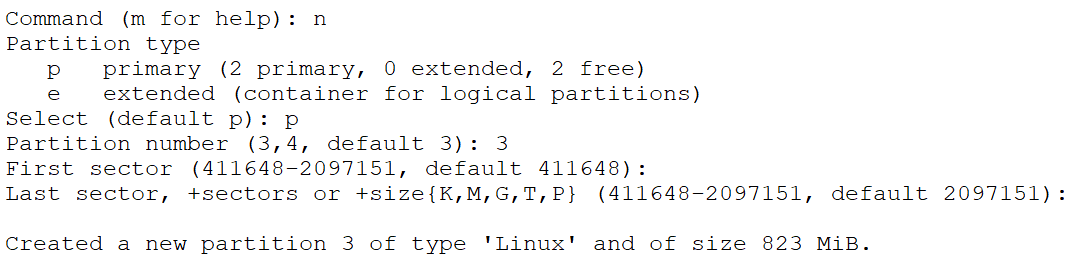 Command (m for help): n
Partition type
   p   primary (2 primary, 0 extended, 2 free)
   e   extended (container for logical partitions)
Select (default p): p
Partition number (3,4, default 3): 3
First sector (411648-2097151, default 411648):
Last sector, +sectors or +size{K,M,G,T,P} (411648-2097151, default 2097151):

Created a new partition 3 of type 'Linux' and of size 823 MiB.